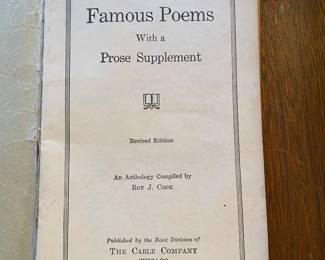 Famous Poems
With a
Prose Supplement
Revised Edition
An Anthology Compiled by
Roy J. Cook
Published by the Book Division of
The Cable Company
Chicago